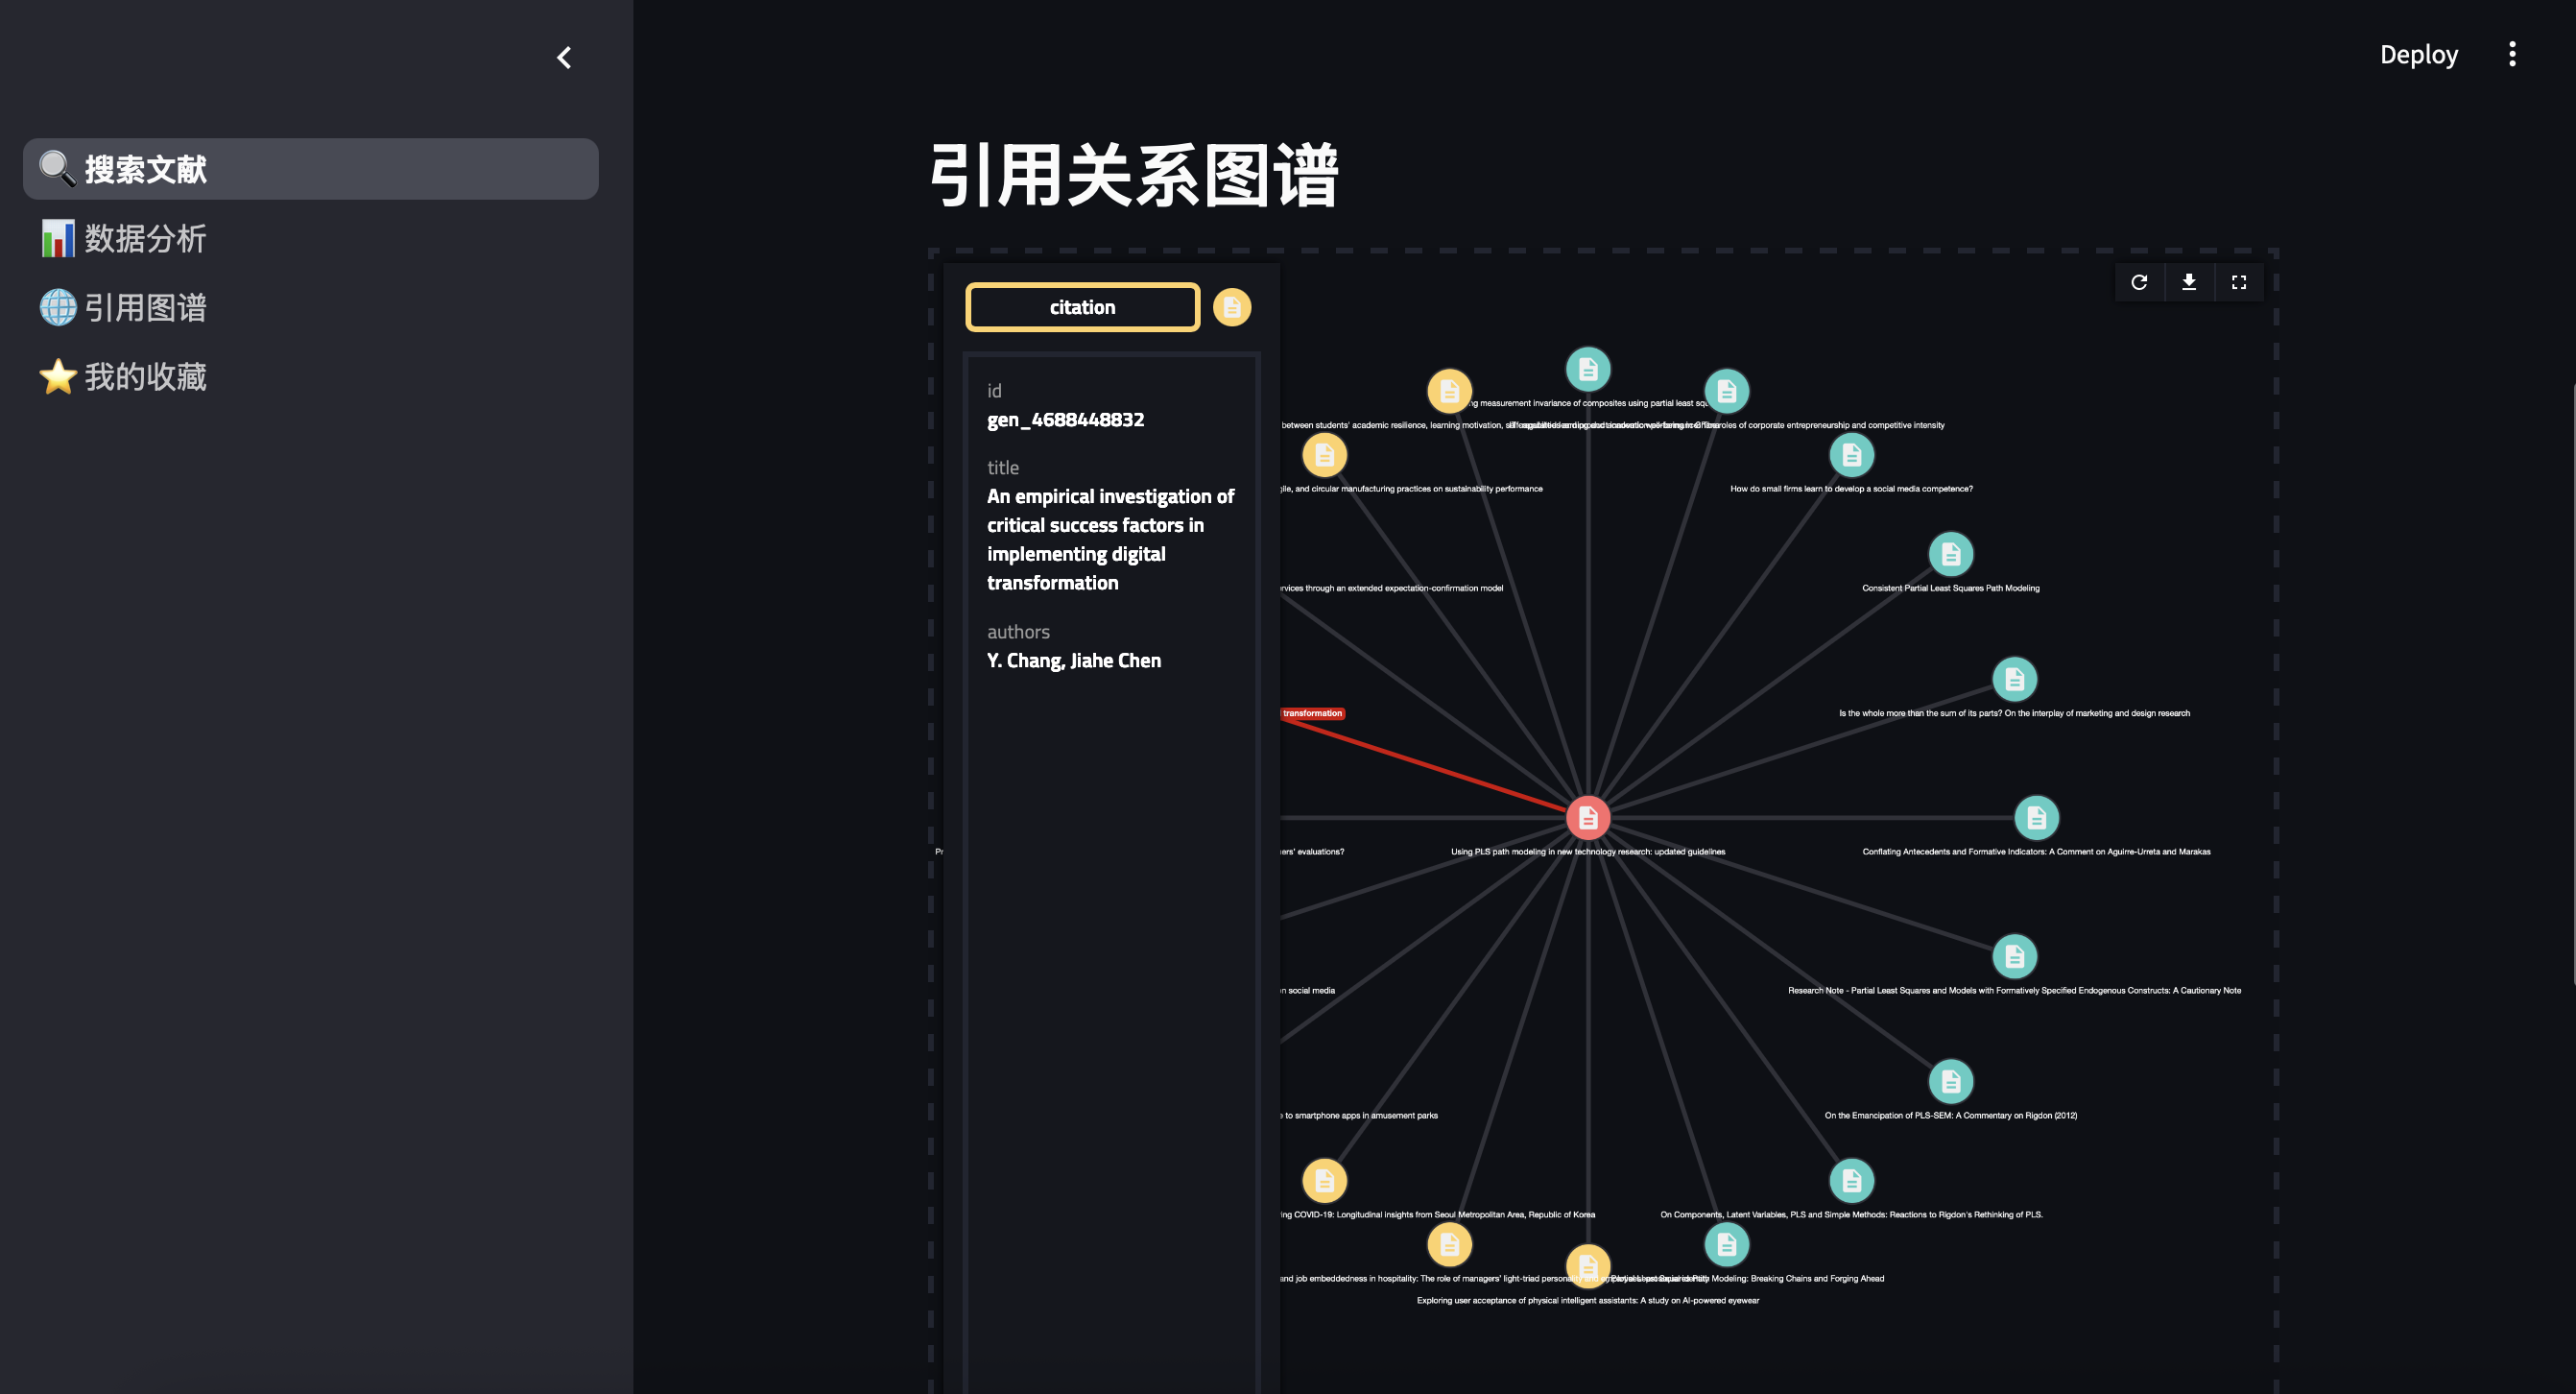 Deploy
搜索文献
数据分析
引用图谱
我的收藏
引用关系图谱
citation
id
gen_4688448832
title
An empirical investigation of
critical success factors in
implementing digital
transformation
authors
Y. Chang, Jiahe Chen
measurement invariance of composites using partial least
between students' academic resilience, learning motivation,
roles of corporate entrepreneurship and competitive intensity
and circular manufacturing practices on sustainability performance
How do small firms learn to develop a social media competence?
through an extended expectation-confirmation model
Consistent Partial Least Squares Path Modeling
transformation
Is the whole more than the sum of its parts? On the interplay of marketing and design research
Pr
evaluations?
Using PLS path modeling in new technology research: updated guidelines
Conflating Antecedents and Formative Indicators: A Comment on Aguirre-Urreta and Marakas
social media
Research Note - Partial Least Squares and Models with Formatively Specified Endogenous Constructs: A Cautionary Note
to smartphone apps in amusement parks
On the Emancipation of PLS-SEM: A Commentary on Rigdon (2012)
COVID-19: Longitudinal insights from Seoul Metropolitan Area, Republic of Korea
On Components, Latent Variables, PLS and Simple Methods: Reactions to Rigdon's Rethinking of PLS.
and job embeddedness in hospitality: The role of managers' light-triad
Modeling: Breaking Chains and Forging Ahead
Exploring user acceptance of physical intelligent assistants: A study on AI-powered eyewear